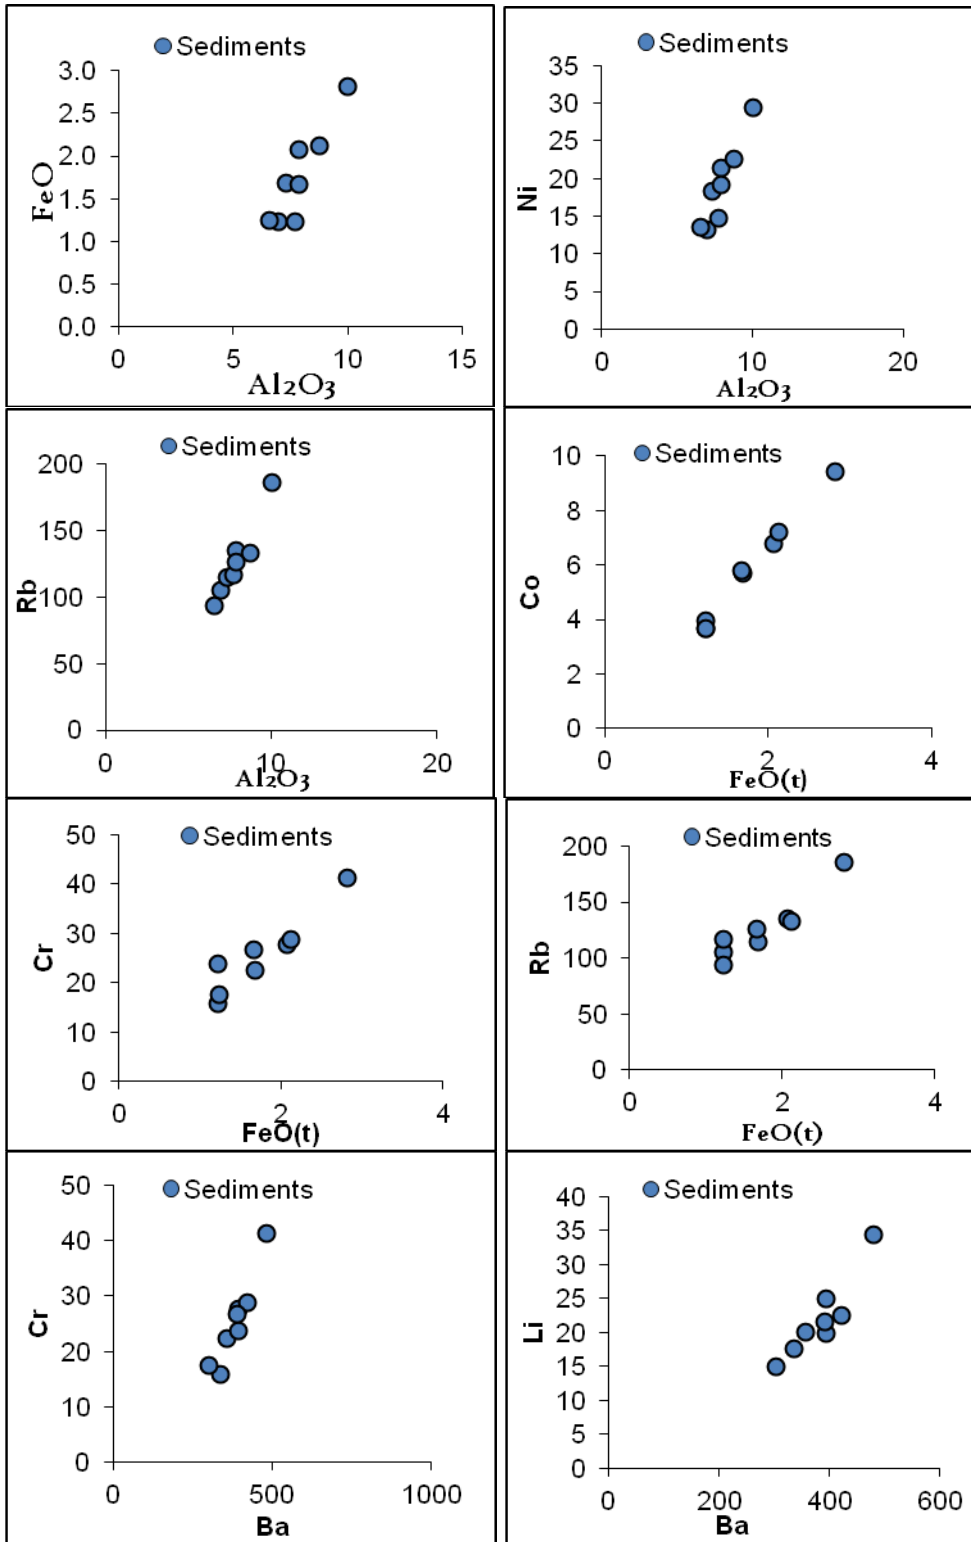 Sediments
3.0
2.5
2.0
1.5
1.0
0.5
0.0
FeO
0 5 10 15
Al₂O₃
Sediments
35
30
25
20
15
10
5
0
Ni
0 10 20
Al₂O₃
Sediments
200
150
100
50
0
Rb
0 10 20
Al₂O₃
Sediments
10
8
6
4
2
0
Co
0 2 4
FeO(t)
Sediments
50
40
30
20
10
0
Cr
0 2 4
FeO(t)
Sediments
200
150
100
50
0
Rb
0 2 4
FeO(t)
Sediments
50
40
30
20
10
0
Cr
0 500 1000
Ba
Sediments
40
35
30
25
20
15
10
5
0
Li
0 200 400 600
Ba